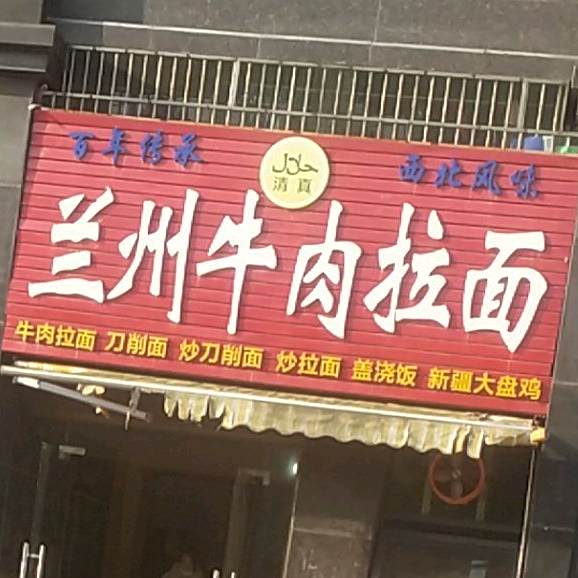 百年传承 حلال 清真 西北风味
兰州牛肉拉面
牛肉拉面 刀削面 炒刀削面 炒拉面 盖浇饭 新疆大盘鸡